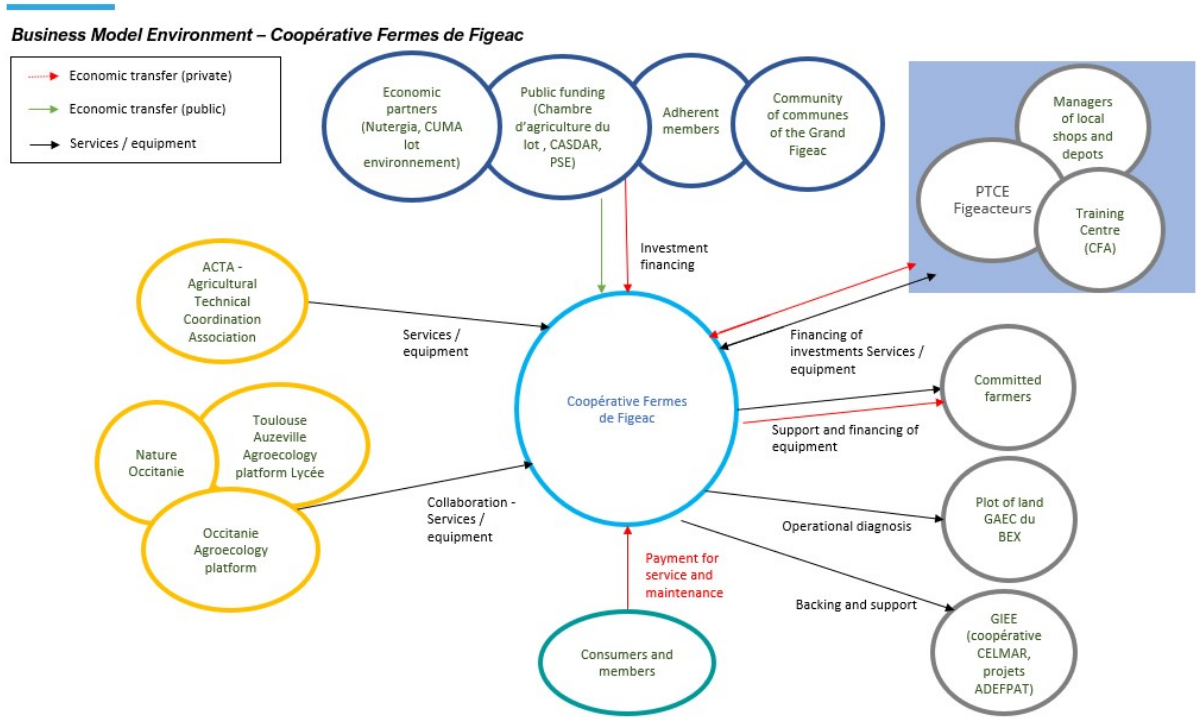 Business Model Environment – Coopérative Fermes de Figeac
Economic transfer (private)
Economic transfer (public)
Services / equipment
Economic
partners
(Nutergia, CUMA
lot
environnement)
Public funding
(Chambre
d'agriculture du
lot , CASDAR,
PSE)
Adherent
members
Community
of communes
of the Grand
Figeac
Managers
of local
shops and
depots
PTCE
Figeacteurs
Training
Centre
(CFA)
Investment
financing
ACTA -
Agricultural
Technical
Coordination
Association
Services /
equipment
Financing of
investments Services /
equipment
Coopérative Fermes
de Figeac
Committed
farmers
Support and financing of
equipment
Toulouse
Auzeville
Agroecology
platform Lycée
Nature
Occitanie
Occitanie
Agroecology
platform
Collaboration -
Services /
equipment
Operational diagnosis
Plot of land
GAEC du
BEX
Payment for
service and
maintenance
Backing and support
GIEE
(coopérative
CELMAR,
projets
ADEFPAT)
Consumers and
members